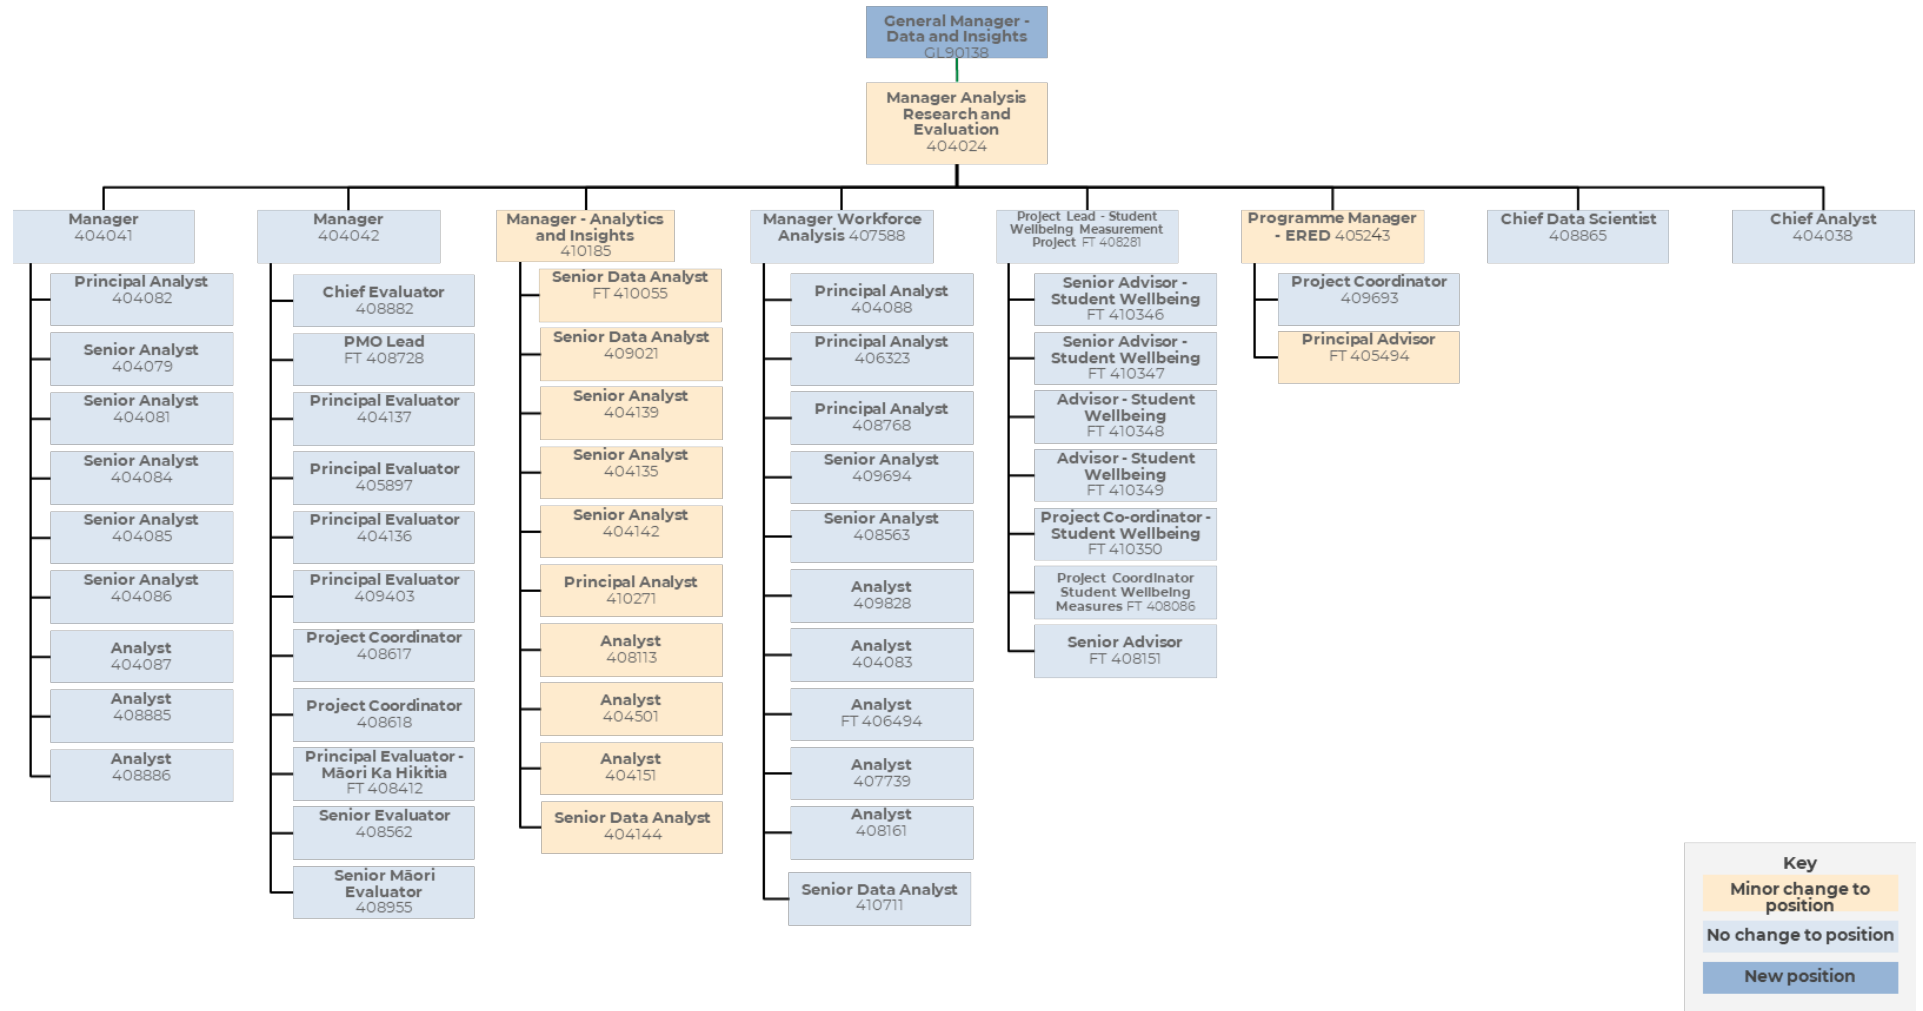 General Manager -
Data and Insights
GL90138
Manager Analysis
Research and
Evaluation
404024
Manager
404041
Principal Analyst
404082
Senior Analyst
404079
Senior Analyst
404081
Senior Analyst
404084
Senior Analyst
404085
Senior Analyst
404086
Analyst
404087
Analyst
408885
Analyst
408886
Manager
404042
Chief Evaluator
408882
PMO Lead
FT 408728
Principal Evaluator
404137
Principal Evaluator
405897
Principal Evaluator
404136
Principal Evaluator
409403
Project Coordinator
408617
Project Coordinator
408618
Principal Evaluator -
Māori Ka Hikitia
FT 408412
Senior Evaluator
408562
Senior Māori
Evaluator
408955
Manager - Analytics
and Insights
410185
Senior Data Analyst
FT 410055
Senior Data Analyst
409021
Senior Analyst
404139
Senior Analyst
404135
Senior Analyst
404142
Principal Analyst
410271
Analyst
408113
Analyst
404501
Analyst
404151
Senior Data Analyst
404144
Manager Workforce
Analysis 407588
Principal Analyst
404088
Principal Analyst
406323
Principal Analyst
408768
Senior Analyst
409694
Senior Analyst
408563
Analyst
409828
Analyst
404083
Analyst
FT 406494
Analyst
407739
Analyst
408161
Senior Data Analyst
410711
Project Lead - Student
Wellbeing Measurement
Project FT 408281
Senior Advisor -
Student Wellbeing
FT 410346
Senior Advisor -
Student Wellbeing
FT 410347
Advisor - Student
Wellbeing
FT 410348
Advisor - Student
Wellbeing
FT 410349
Project Co-ordinator -
Student Wellbeing
FT 410350
Project Coordinator
Student Wellbeing
Measures FT 408086
Senior Advisor
FT 408151
Programme Manager
- ERED 405243
Project Coordinator
409693
Principal Advisor
FT 405494
Chief Data Scientist
408865
Chief Analyst
404038
Key
Minor change to
position
No change to position
New position